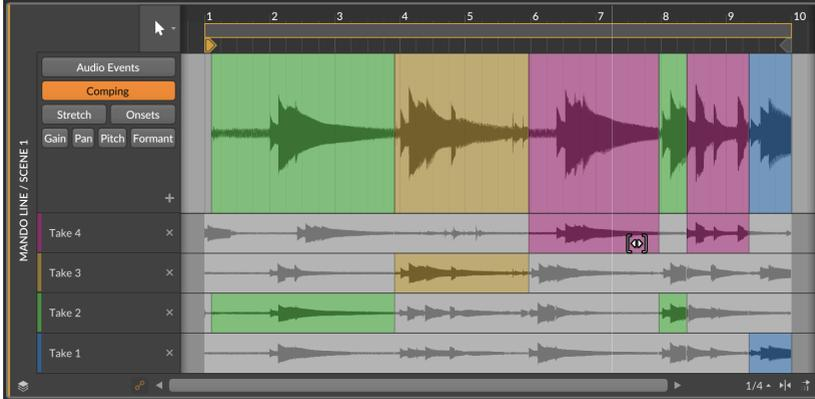 1 2 3 4 5 6 7 8 9 10
MANDO LINE / SCENE 1
Audio Events
Comping
Stretch Onsets
Gain Pan Pitch Formant
+
Take 4 ×
Take 3 ×
Take 2 ×
Take 1 ×
1/4